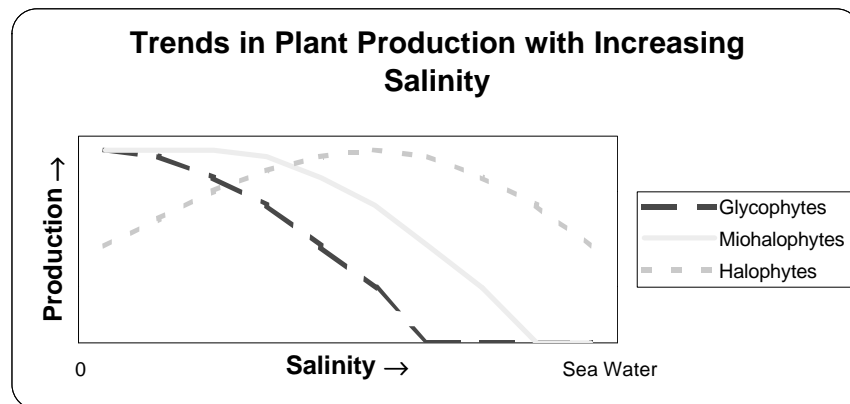 Trends in Plant Production with Increasing
Salinity
Production →
Glycophytes
Miohalophytes
Halophytes
0
Salinity →
Sea Water